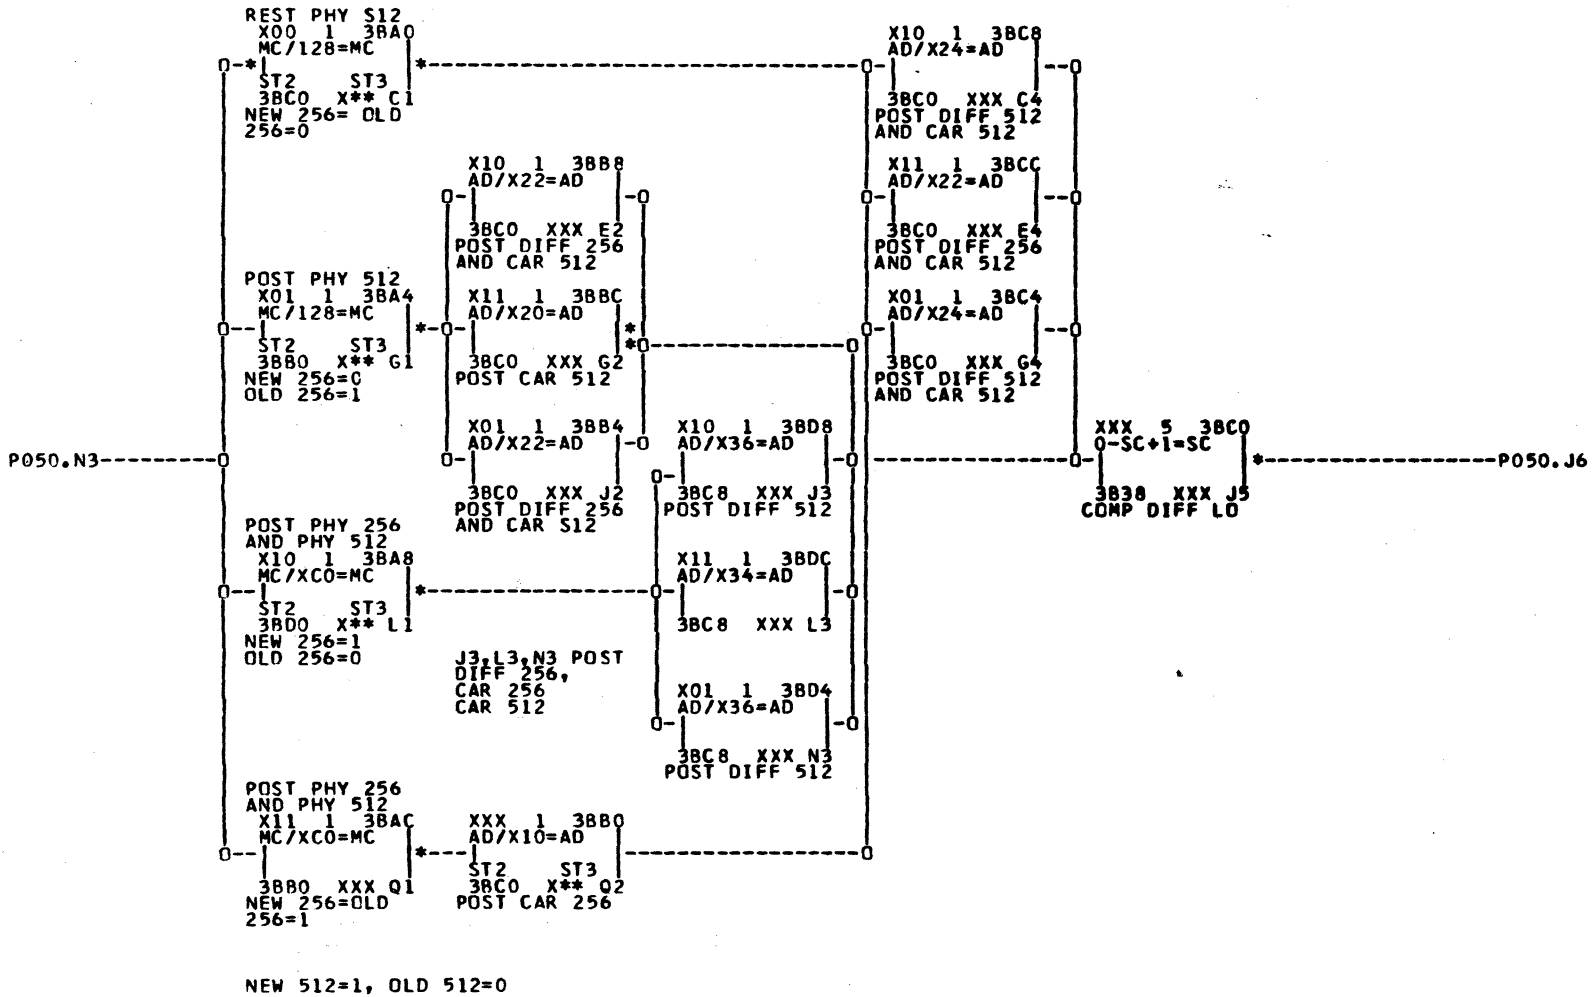 REST PHY S12
X00 1 3BA0
MC/128=MC
ST2 ST3
3BC0 X** C1
NEW 256= OLD
256=0
X10 1 3BC8
AD/X24=AD
3BC0 XXX C4
POST DIFF 512
AND CAR 512
X10 1 3BB8
AD/X22=AD
3BC0 XXX E2
POST DIFF 256
AND CAR 512
X11 1 3BCC
AD/X22=AD
3BC0 XXX E4
POST DIFF 256
AND CAR 512
POST PHY 512
X01 1 3BA4
MC/128=MC
ST2 ST3
3BB0 X** G1
NEW 256=0
OLD 256=1
X11 1 3BBC
AD/X20=AD
3BC0 XXX G2
POST CAR 512
X01 1 3BC4
AD/X24=AD
3BC0 XXX G4
POST DIFF 512
AND CAR 512
X01 1 3BB4
AD/X22=AD
3BC0 XXX J2
POST DIFF 256
AND CAR S12
X10 1 3BD8
AD/X36=AD
3BC8 XXX J3
POST DIFF 512
P050.N3
XXX 5 3BC0
0-SC+1=SC
3B38 XXX J5
COMP DIFF LO
P050.J6
POST PHY 256
AND PHY 512
X10 1 3BA8
MC/XC0=MC
ST2 ST3
3BD0 X** L1
NEW 256=1
OLD 256=0
X11 1 3BDC
AD/X34=AD
3BC8 XXX L3
J3,L3,N3 POST
DIFF 256,
CAR 256
CAR 512
X01 1 3BD4
AD/X36=AD
3BC8 XXX N3
POST DIFF 512
POST PHY 256
AND PHY 512
X11 1 3BAC
MC/XC0=MC
3BB0 XXX Q1
NEW 256=OLD
256=1
XXX 1 3BB0
AD/X10=AD
ST2 ST3
3BC0 X** Q2
POST CAR 256
NEW 512=1, OLD 512=0